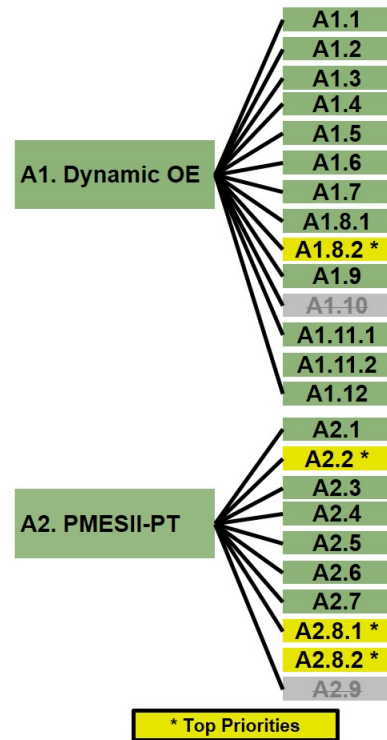 A1. Dynamic OE
A1.1
A1.2
A1.3
A1.4
A1.5
A1.6
A1.7
A1.8.1
A1.8.2 *
A1.9
A1.10
A1.11.1
A1.11.2
A1.12
A2. PMESII-PT
A2.1
A2.2 *
A2.3
A2.4
A2.5
A2.6
A2.7
A2.8.1 *
A2.8.2 *
A2.9
* Top Priorities